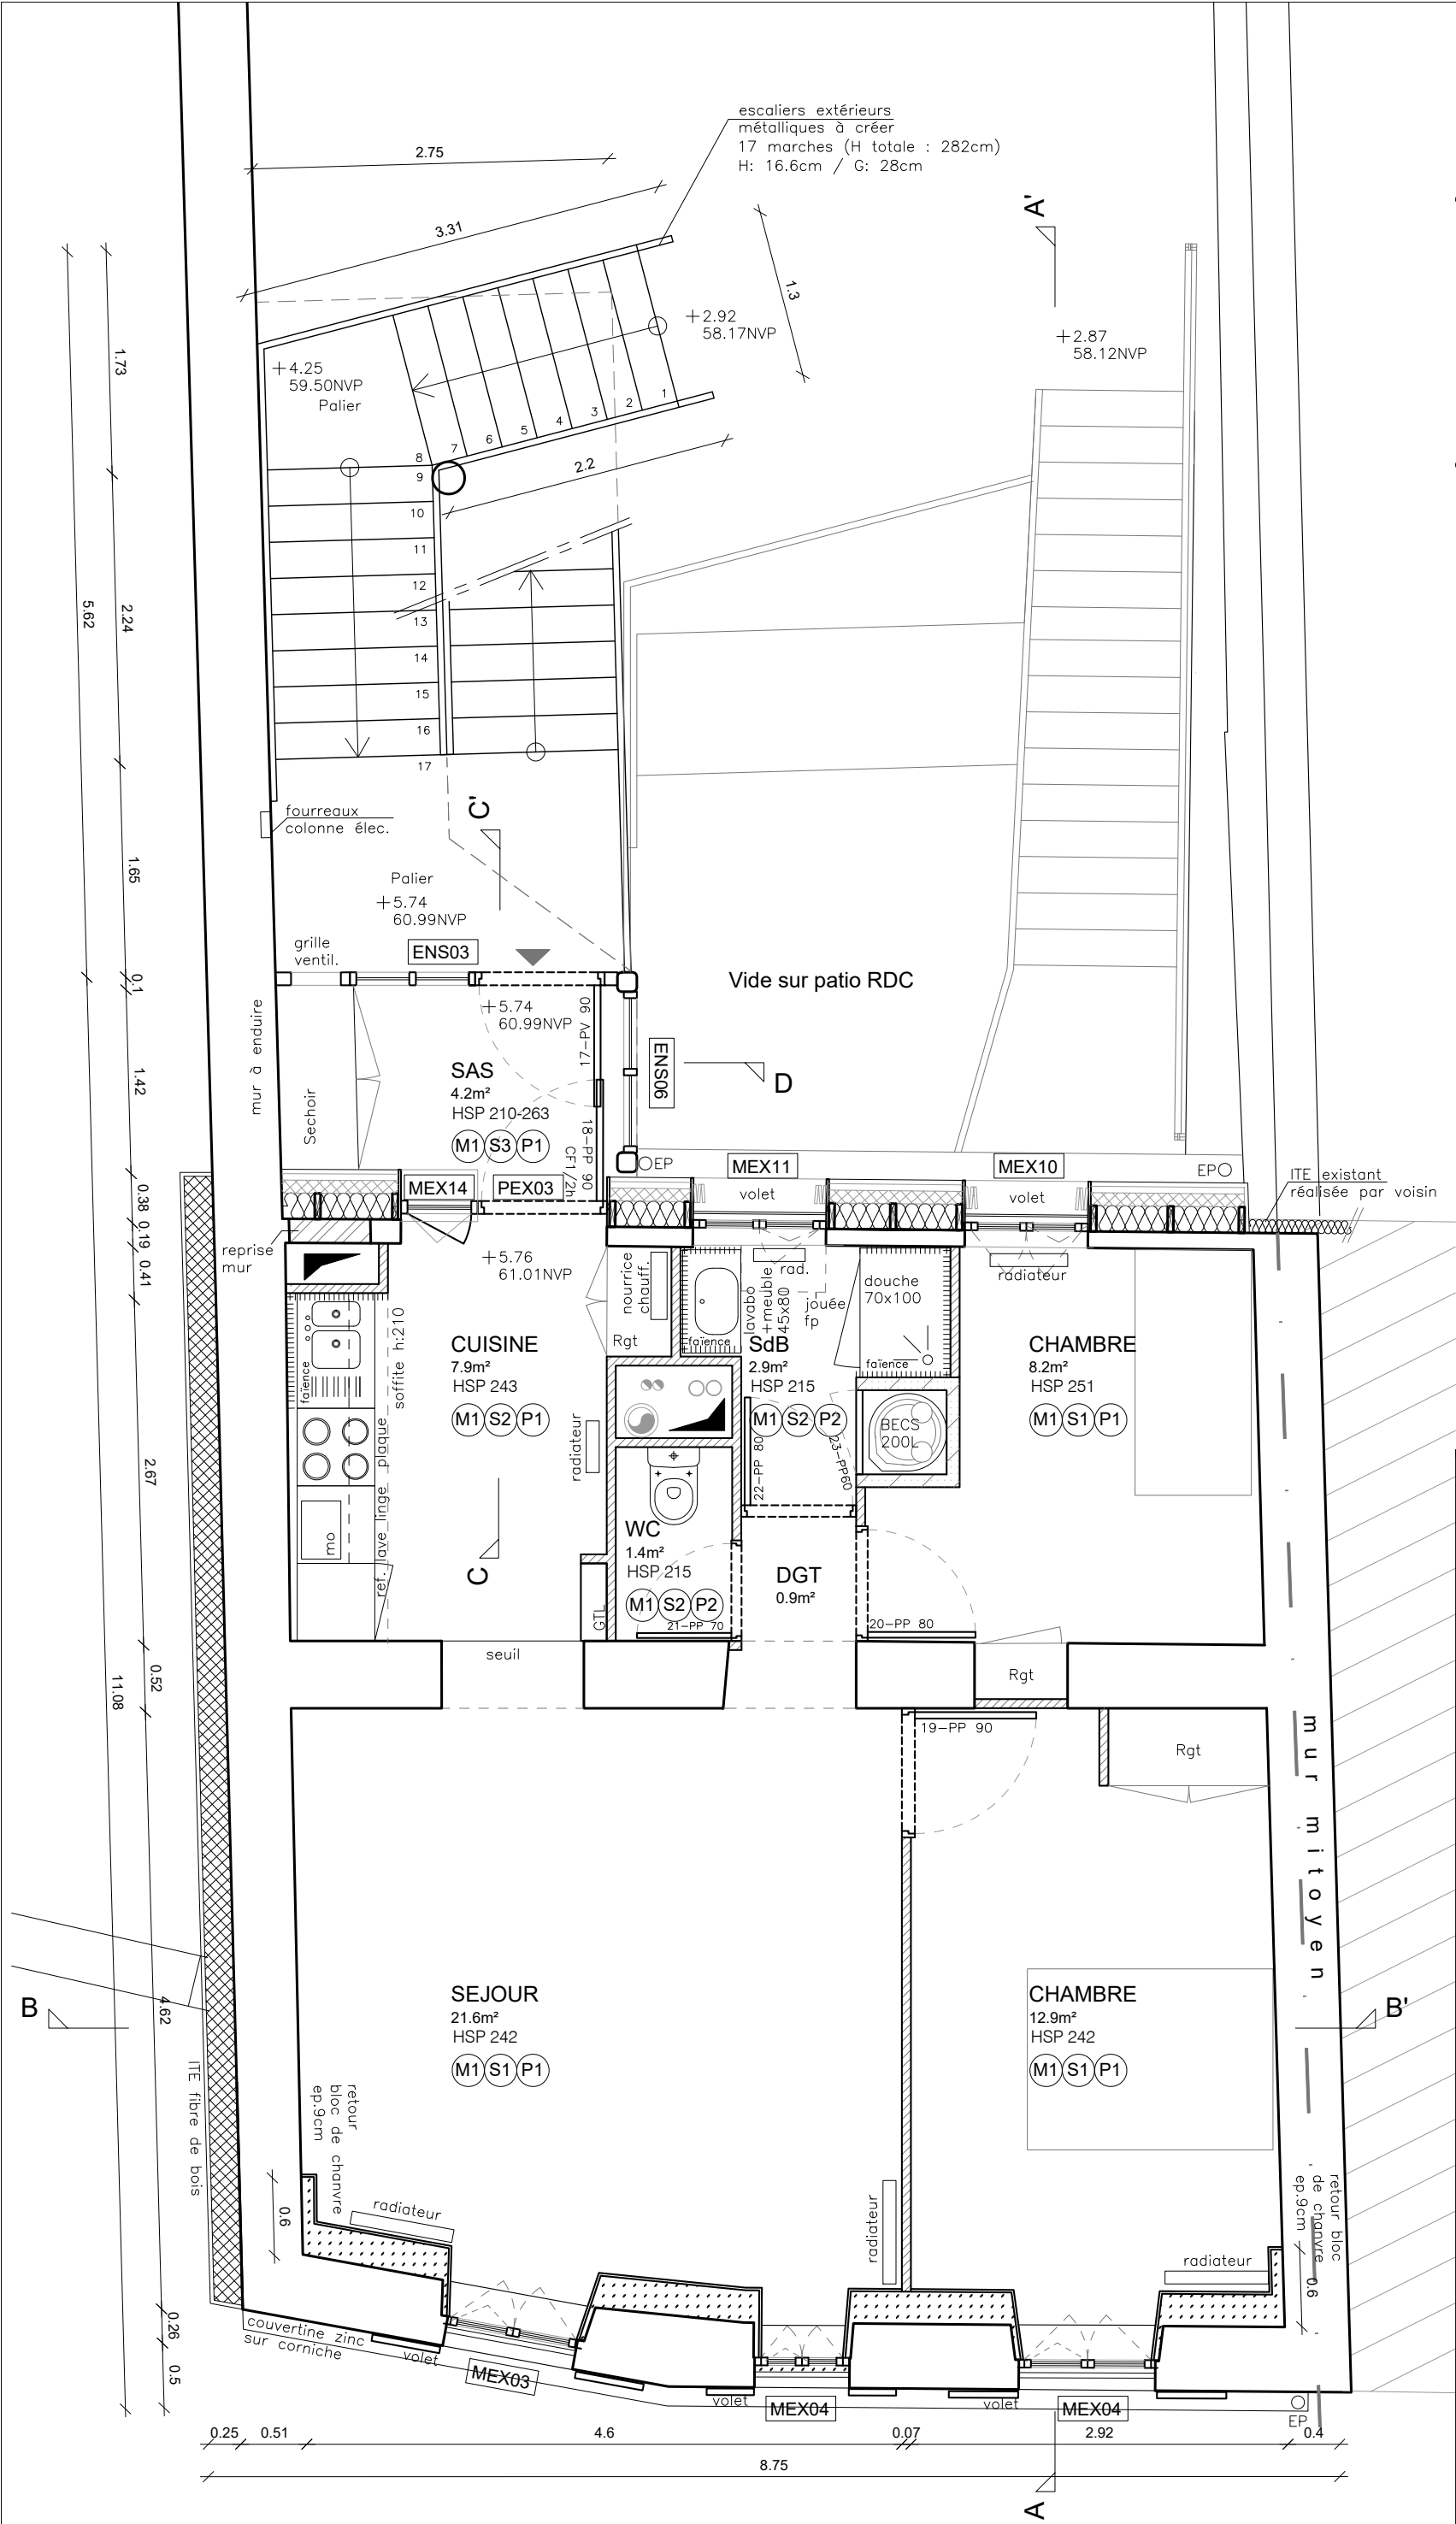 escaliers extérieurs
métalliques à créer
17 marches (H totale : 282cm)
H: 16.6cm / G: 28cm
2.75
3.31
1.3
A'
+2.92
58.17NVP
+2.87
58.12NVP
+4.25
59.50NVP
Palier
1
2
3
4
5
6
7
8
9
10
11
12
13
14
15
16
17
2.2
1.73
2.24
5.62
1.65
0.1
1.42
0.38
0.19
0.41
2.67
0.52
11.08
4.62
0.26
0.5
fourreaux
colonne élec.
C'
Palier
+5.74
60.99NVP
grille
ventil.
ENS03
Vide sur patio RDC
mur à enduire
+5.74
60.99NVP
17-PV 90
ENS06
D
SAS
4.2m²
HSP 210-263
M1 S3 P1
Sechoir
18-PP 90
CF1/2h
MEX14
PEX03
EP
MEX11
volet
MEX10
volet
EP
ITE existant
réalisée par voisin
reprise
mur
+5.76
61.01NVP
nourrice
chauff.
Rgt
rad.
lavabo
+meuble
45x80
jouée
fp
faïence
douche
70x100
faïence
radiateur
CUISINE
7.9m²
HSP 243
M1 S2 P1
faïence
soffite h:210
plaque
lave linge
ref.
mo
radiateur
SdB
2.9m²
HSP 215
M1 S2 P2
22-PP 80
23-PP60
BECS
200L
CHAMBRE
8.2m²
HSP 251
M1 S1 P1
WC
1.4m²
HSP 215
M1 S2 P2
21-PP 70
C
GTL
DGT
0.9m²
20-PP 80
seuil
Rgt
19-PP 90
Rgt
mur mitoyen
SEJOUR
21.6m²
HSP 242
M1 S1 P1
CHAMBRE
12.9m²
HSP 242
M1 S1 P1
B
B'
ITE fibre de bois
retour
bloc de chanvre
ep.9cm
0.6
radiateur
radiateur
radiateur
retour bloc
de chanvre
ep.9cm
0.6
couvertine zinc
sur corniche
volet
MEX03
volet
MEX04
volet
MEX04
EP
0.25
0.51
4.6
0.07
2.92
0.4
8.75
A